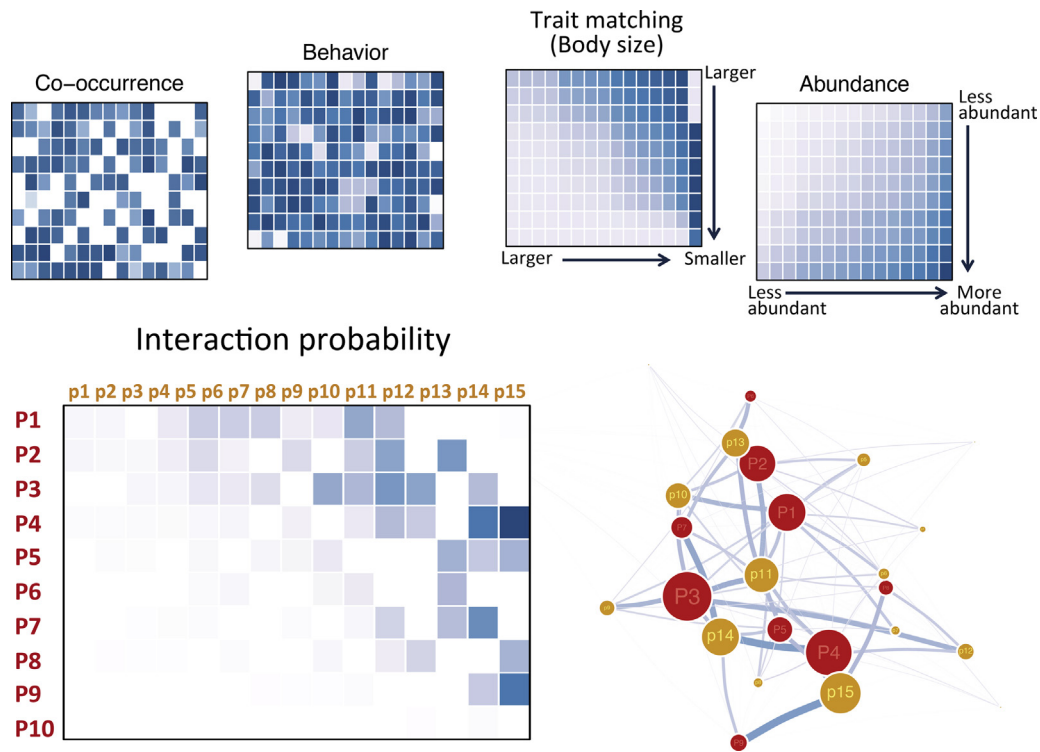 Co-occurrence
Behavior
Trait matching
(Body size)
Larger
Larger
Smaller
Abundance
Less
abundant
Less
abundant
More
abundant
Interaction probability
p1 p2 p3 p4 p5 p6 p7 p8 p9 p10 p11 p12 p13 p14 p15
P1
P2
P3
P4
P5
P6
P7
P8
P9
P10
p13
P2
p10
P1
P7
p11
P3
P5
p14
P4
p12
p15